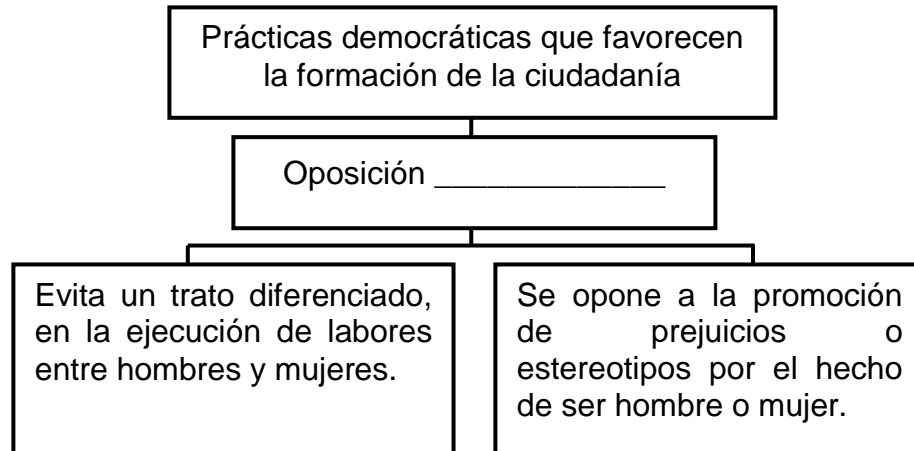 Prácticas democráticas que favorecen
la formación de la ciudadanía
Oposición _____________
Evita un trato diferenciado,
en la ejecución de labores
entre hombres y mujeres.
Se opone a la promoción
de prejuicios o
estereotipos por el hecho
de ser hombre o mujer.